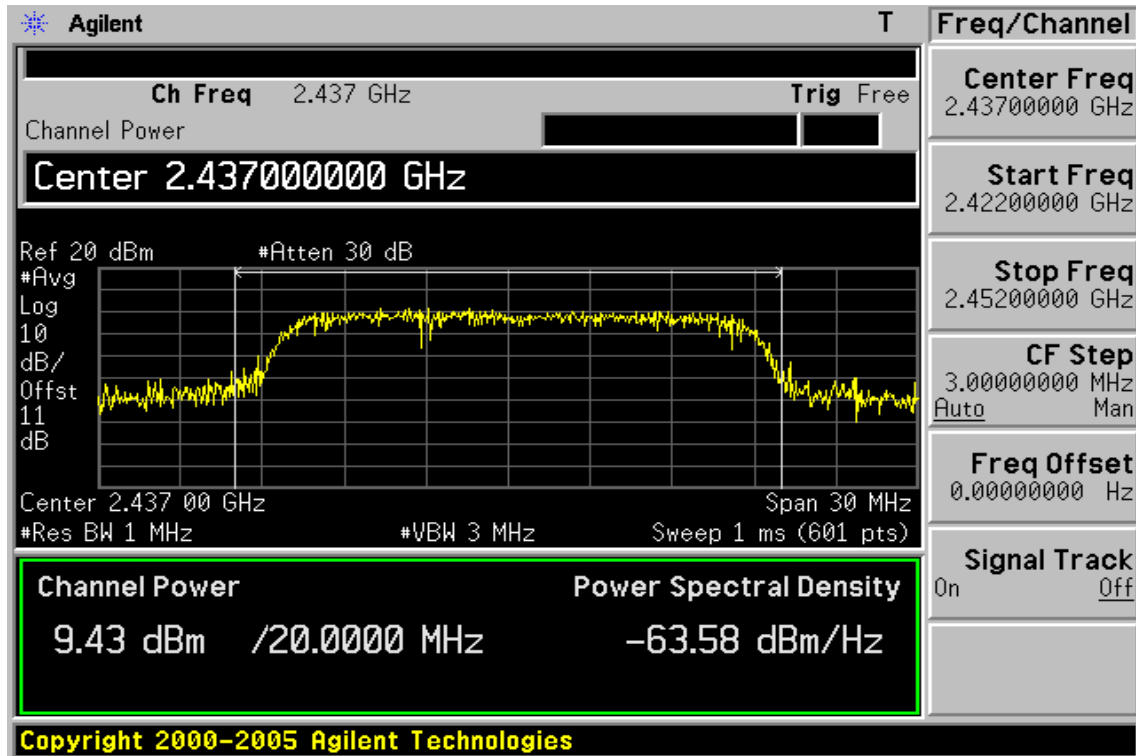 Agilent T
Freq/Channel
Ch Freq 2.437 GHz Trig Free
Channel Power
Center 2.437000000 GHz
Ref 20 dBm #Atten 30 dB
#Avg
Log
10
dB/
Offst
11
dB
Center 2.437 00 GHz Span 30 MHz
#Res BW 1 MHz #VBW 3 MHz Sweep 1 ms (601 pts)
Channel Power Power Spectral Density
9.43 dBm /20.0000 MHz -63.58 dBm/Hz
Center Freq
2.43700000 GHz
Start Freq
2.42200000 GHz
Stop Freq
2.45200000 GHz
CF Step
3.00000000 MHz
Auto Man
Freq Offset
0.00000000 Hz
Signal Track
On Off
Copyright 2000-2005 Agilent Technologies